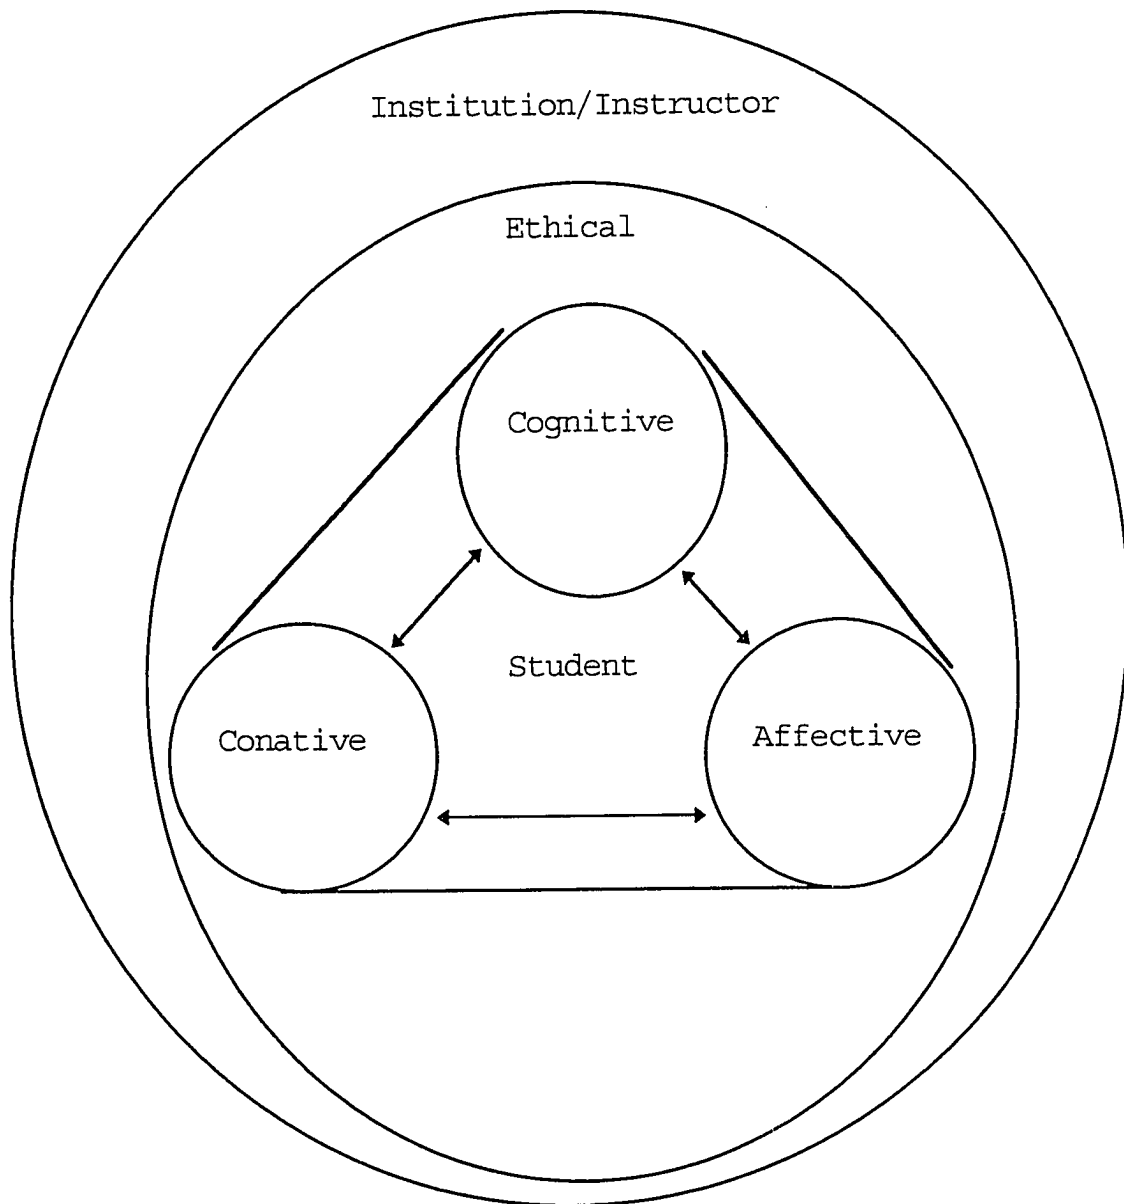 Institution/Instructor
Ethical
Cognitive
Student
Conative
Affective